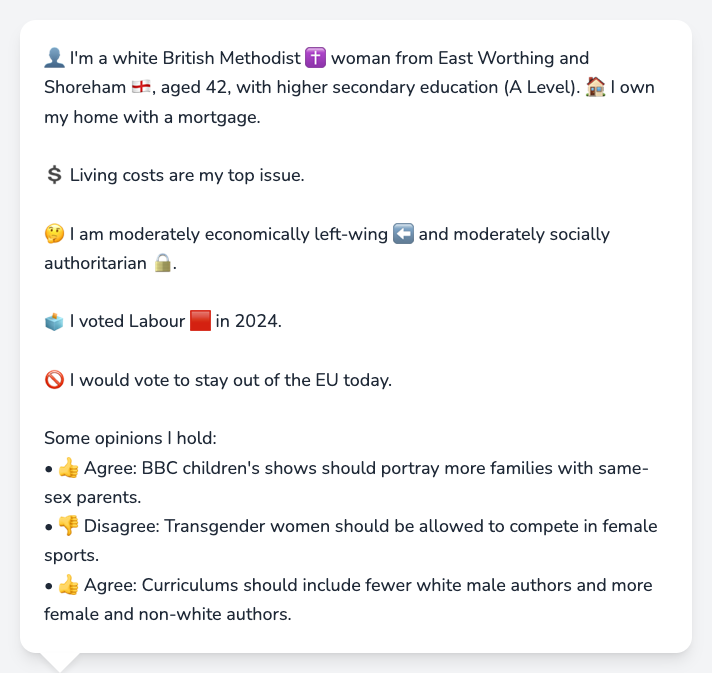 👤 I'm a white British Methodist ✝️ woman from East Worthing and
Shoreham 🏴󠁧󠁢󠁥󠁮󠁧󠁿, aged 42, with higher secondary education (A Level). 🏠 I own
my home with a mortgage.
💲 Living costs are my top issue.
🤔 I am moderately economically left-wing ⬅️ and moderately socially
authoritarian 🔒.
🗳️ I voted Labour 🟥 in 2024.
🚫 I would vote to stay out of the EU today.
Some opinions I hold:
• 👍 Agree: BBC children's shows should portray more families with same-
sex parents.
• 👎 Disagree: Transgender women should be allowed to compete in female
sports.
• 👍 Agree: Curriculums should include fewer white male authors and more
female and non-white authors.